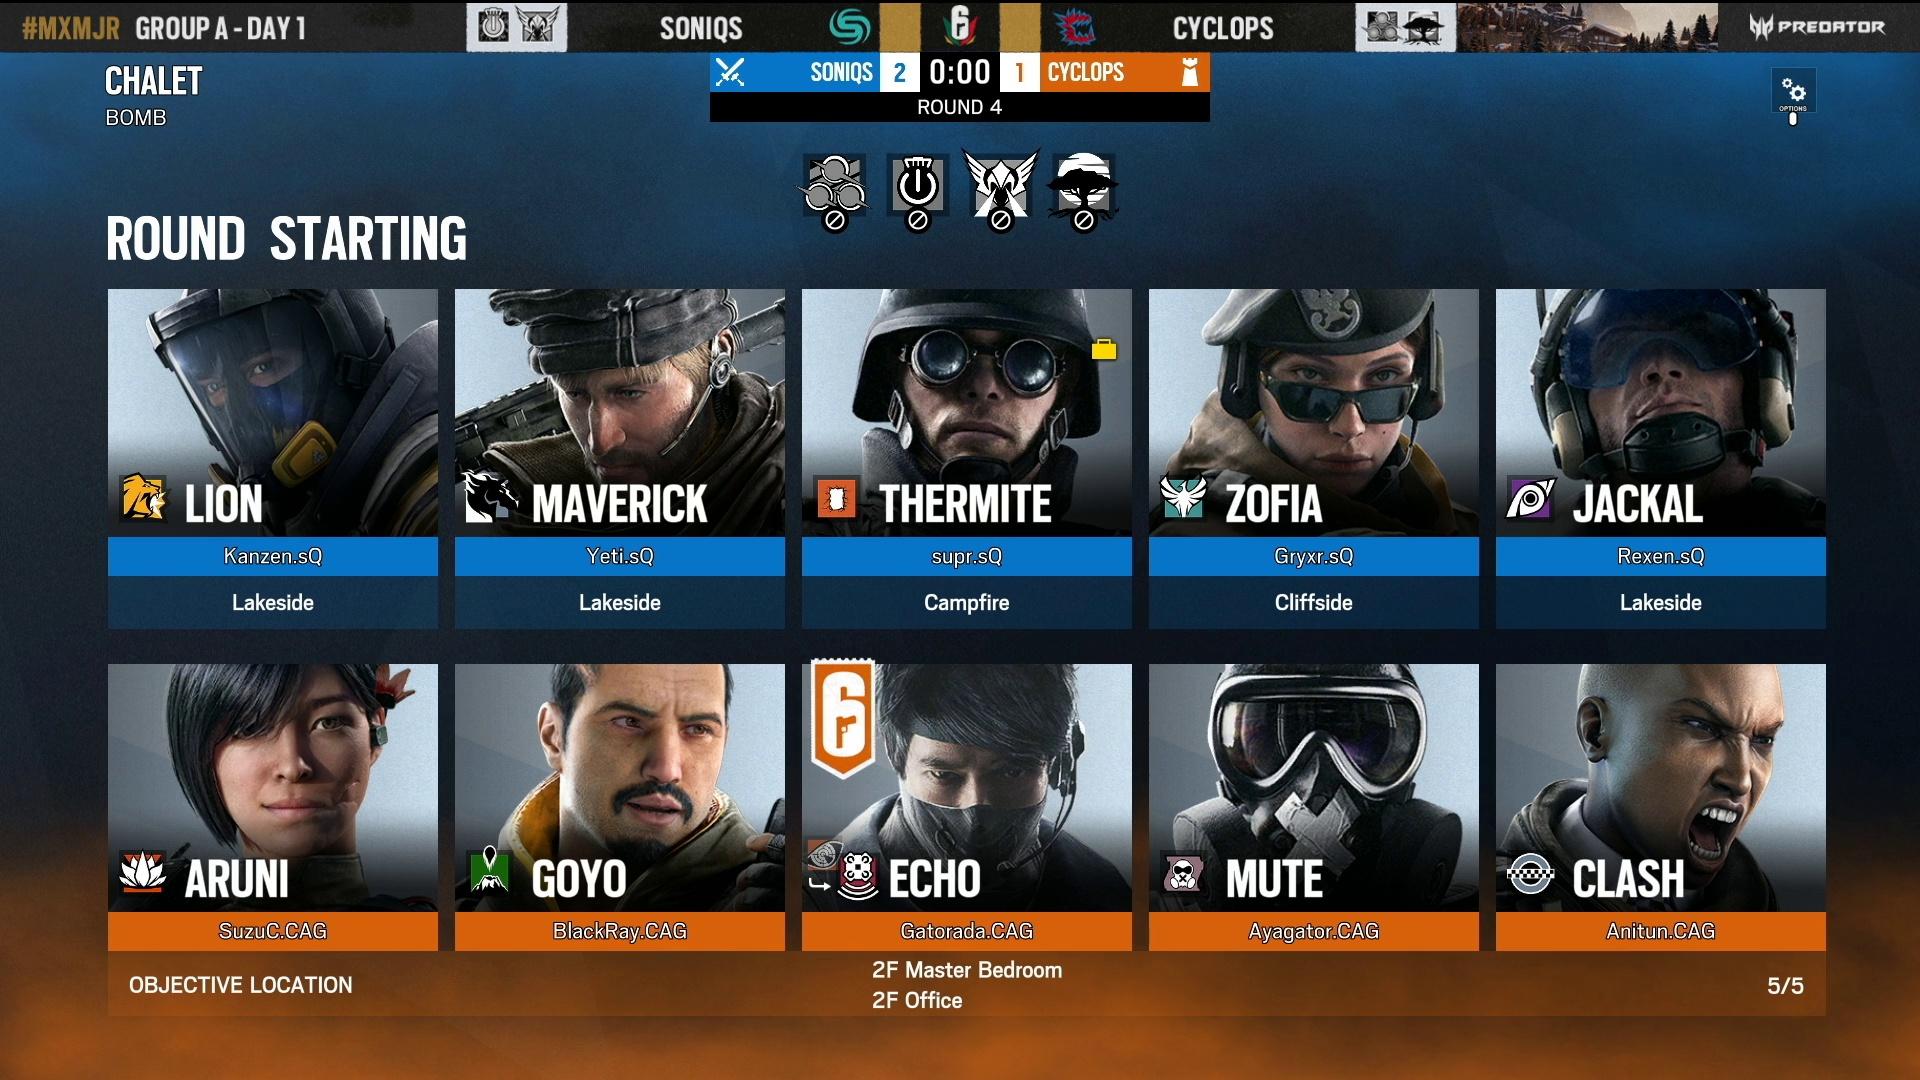 #MXMJR GROUP A - DAY 1
SONIQS
6
CYCLOPS
PREDATOR
CHALET
BOMB
SONIQS 2 0:00 1 CYCLOPS
ROUND 4
OPTIONS
ROUND STARTING
LION
Kanzen.sQ
Lakeside
MAVERICK
Yeti.sQ
Lakeside
THERMITE
supr.sQ
Campfire
ZOFIA
Gryxr.sQ
Cliffside
JACKAL
Rexen.sQ
Lakeside
ARUNI
SuzuC.CAG
GOYO
BlackRay.CAG
6
ECHO
Gatorada.CAG
MUTE
Ayagator.CAG
CLASH
Anitun.CAG
OBJECTIVE LOCATION
2F Master Bedroom
2F Office
5/5